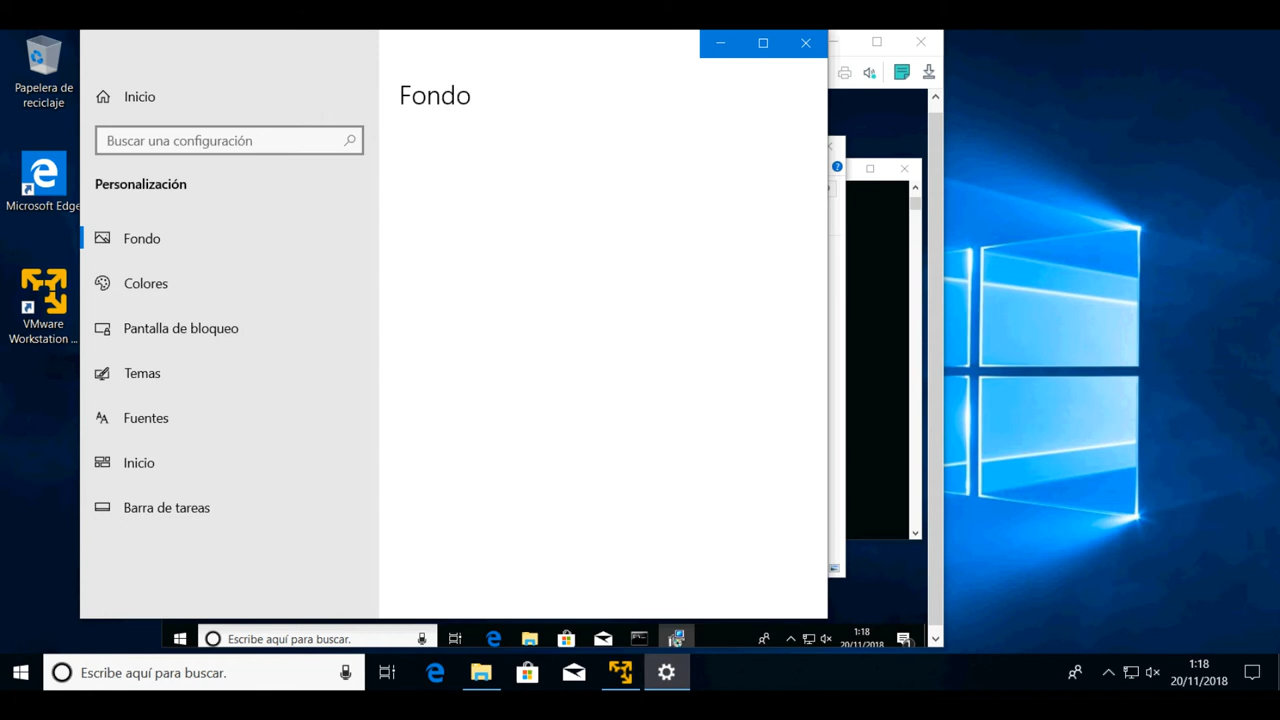 Papelera de
reciclaje
Microsoft Edge
VMware
Workstation ...
Inicio
Buscar una configuración
Personalización
Fondo
Colores
Pantalla de bloqueo
Temas
Fuentes
Inicio
Barra de tareas
Fondo
Escribe aquí para buscar.
1:18
20/11/2018
Escribe aquí para buscar.
1:18
20/11/2018